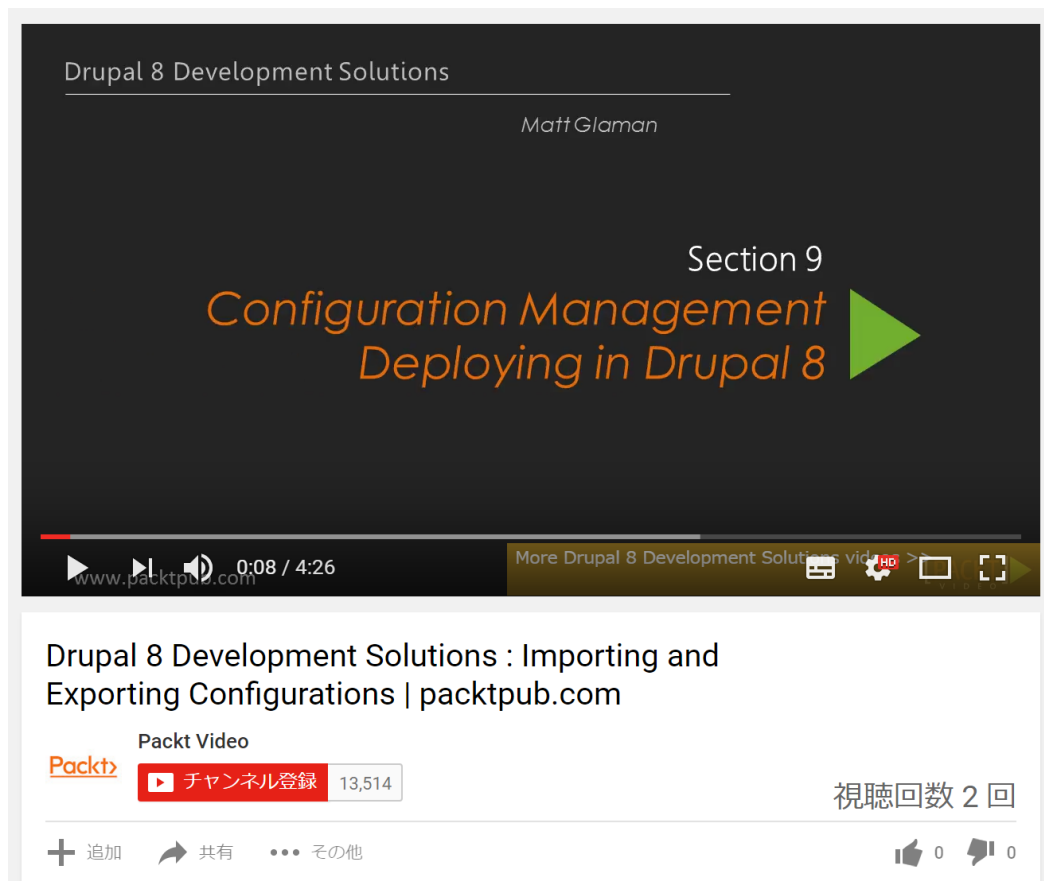 Drupal 8 Development Solutions
Matt Glaman
Section 9
Configuration Management
Deploying in Drupal 8
www.packtpub.com
0:08 / 4:26
More Drupal 8 Development Solutions videos >>
HD
Drupal 8 Development Solutions : Importing and
Exporting Configurations | packtpub.com
Packt Video
Packt>
チャンネル登録 13,514
視聴回数 2 回
追加 共有 その他 0 0